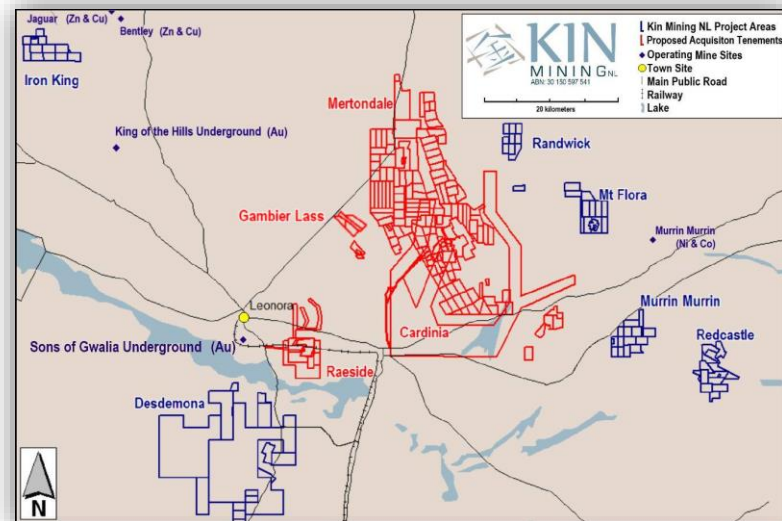 Jaguar (Zn & Cu)
Bentley (Zn & Cu)
Iron King
King of the Hills Underground (Au)
Mertondale
Gambier Lass
Randwick
Mt Flora
Murrin Murrin
(Ni & Co)
Leonora
Sons of Gwalia Underground (Au)
Raeside
Cardinia
Murrin Murrin
Redcastle
Desdemona
N
KIN
MINING NL
ABN: 30 150 597 541
20 kilometers
Kin Mining NL Project Areas
Proposed Acquisiton Tenements
Operating Mine Sites
Town Site
Main Public Road
Railway
Lake